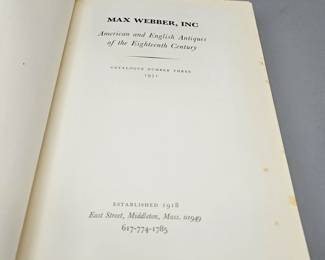 MAX WEBBER, INC
American and English Antiques
of the Eighteenth Century
CATALOGUE NUMBER THREE
1971
ESTABLISHED 1918
East Street, Middleton, Mass. 01949
617-774-1785